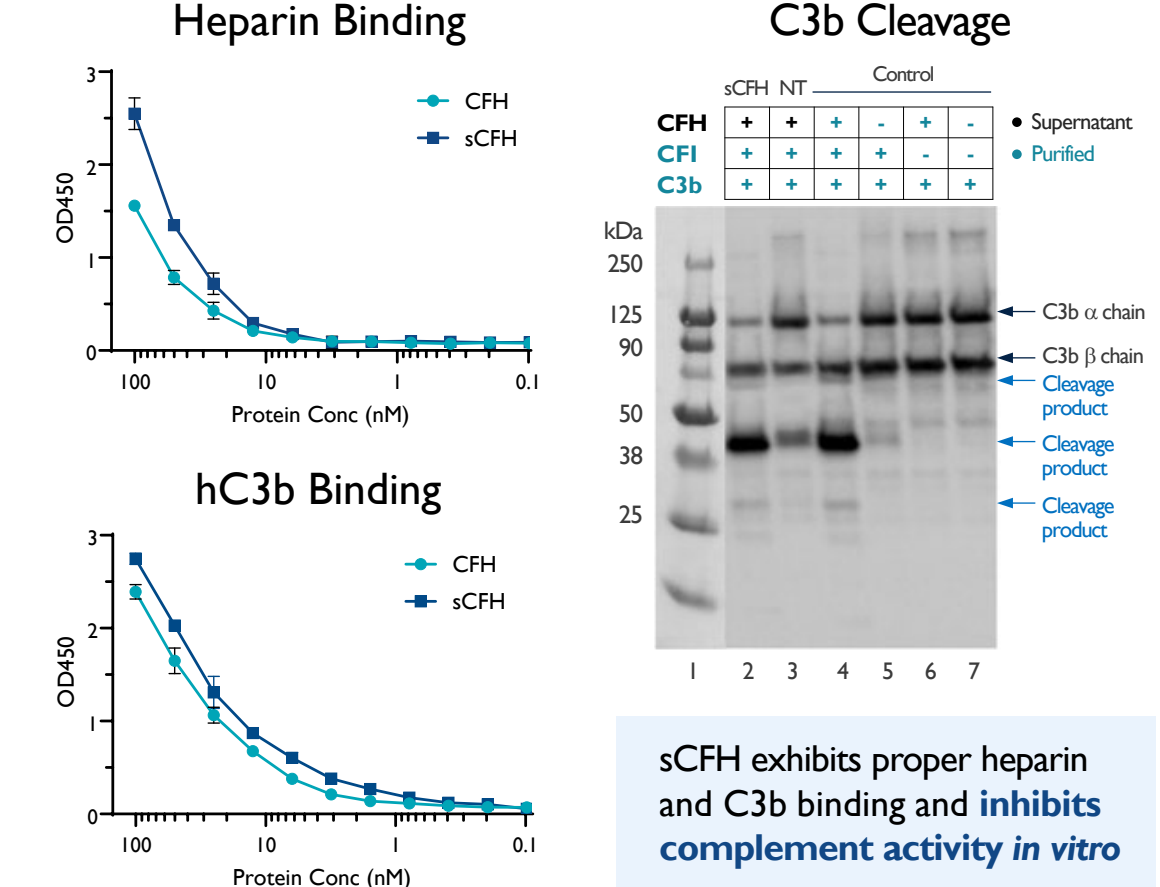 Heparin Binding
3
2
1
0
OD450
CFH
sCFH
100
10
1
0.1
Protein Conc (nM)
hC3b Binding
3
2
1
0
OD450
CFH
sCFH
100
10
1
0.1
Protein Conc (nM)
C3b Cleavage
sCFH NT Control
CFH + + + - + -
CFI + + + + - -
C3b + + + + + +
• Supernatant
• Purified
kDa
250
125
90
50
38
25
C3b α chain
C3b β chain
Cleavage
product
Cleavage
product
Cleavage
product
1 2 3 4 5 6 7
sCFH exhibits proper heparin
and C3b binding and inhibits
complement activity in vitro